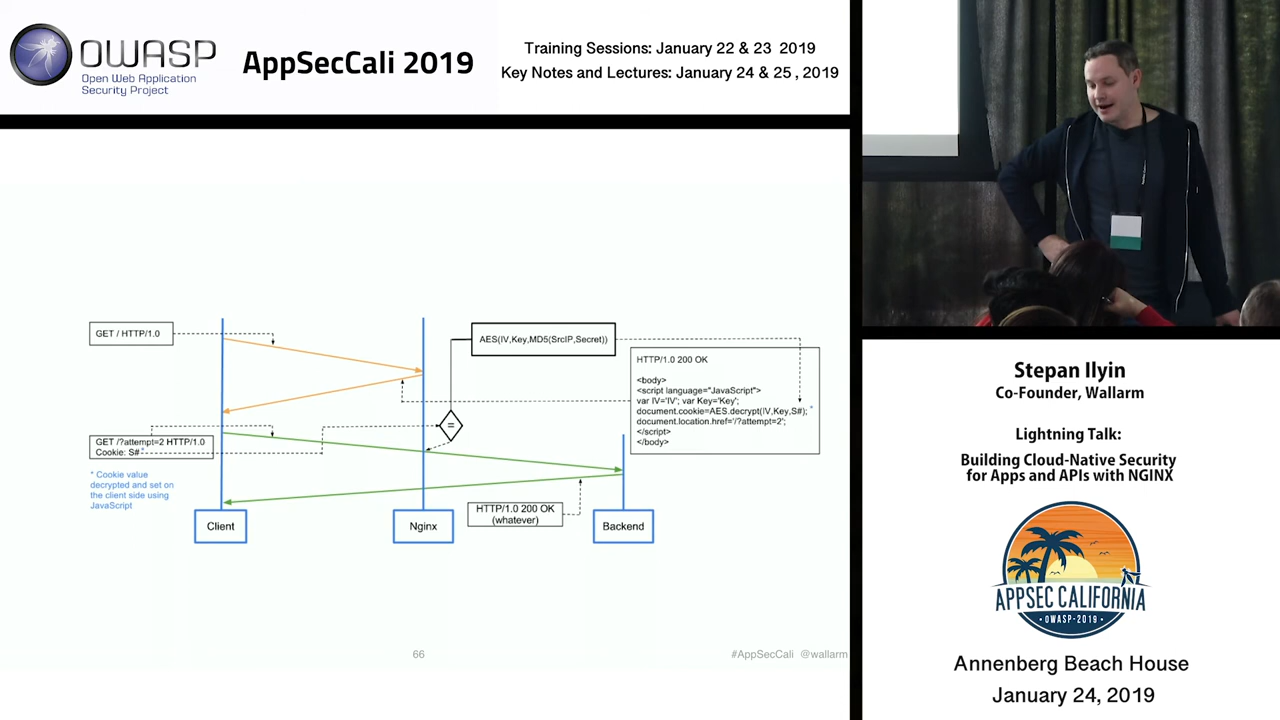 OWASP
Open Web Application
Security Project
AppSecCali 2019
Training Sessions: January 22 & 23 2019
Key Notes and Lectures: January 24 & 25 , 2019
GET / HTTP/1.0
AES(IV,Key,MD5(SrcIP,Secret))
HTTP/1.0 200 OK
<body>
<script language="JavaScript">
var IV='IV'; var Key='Key';
document.cookie=AES.decrypt(IV,Key,S#); *
document.location.href='/?attempt=2';
</script>
</body>
=
GET /?attempt=2 HTTP/1.0
Cookie: S# *
* Cookie value
decrypted and set on
the client side using
JavaScript
HTTP/1.0 200 OK
(whatever)
Client
Nginx
Backend
66
#AppSecCali @wallarm
Stepan Ilyin
Co-Founder, Wallarm
Lightning Talk:
Building Cloud-Native Security
for Apps and APIs with NGINX
APPSEC CALIFORNIA
• OWASP-2019 •
Annenberg Beach House
January 24, 2019